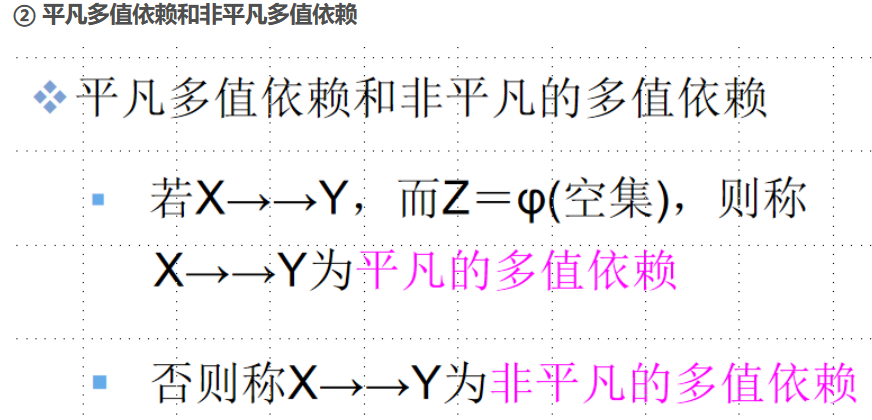 ② 平凡多值依赖和非平凡多值依赖
平凡多值依赖和非平凡的多值依赖
若X→→Y，而Z＝φ(空集)，则称
X→→Y为平凡的多值依赖
否则称X→→Y为非平凡的多值依赖